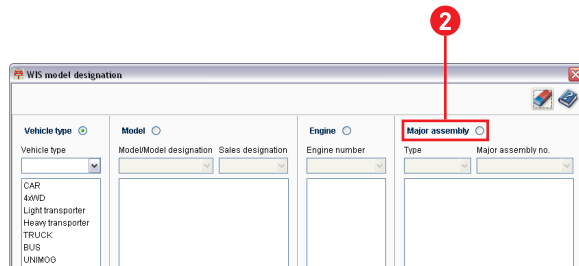 2
WIS model designation
Vehicle type Model Engine Major assembly
Vehicle type Model/Model designation Sales designation Engine number Type Major assembly no.
CAR
4xWD
Light transporter
Heavy transporter
TRUCK
BUS
UNIMOG